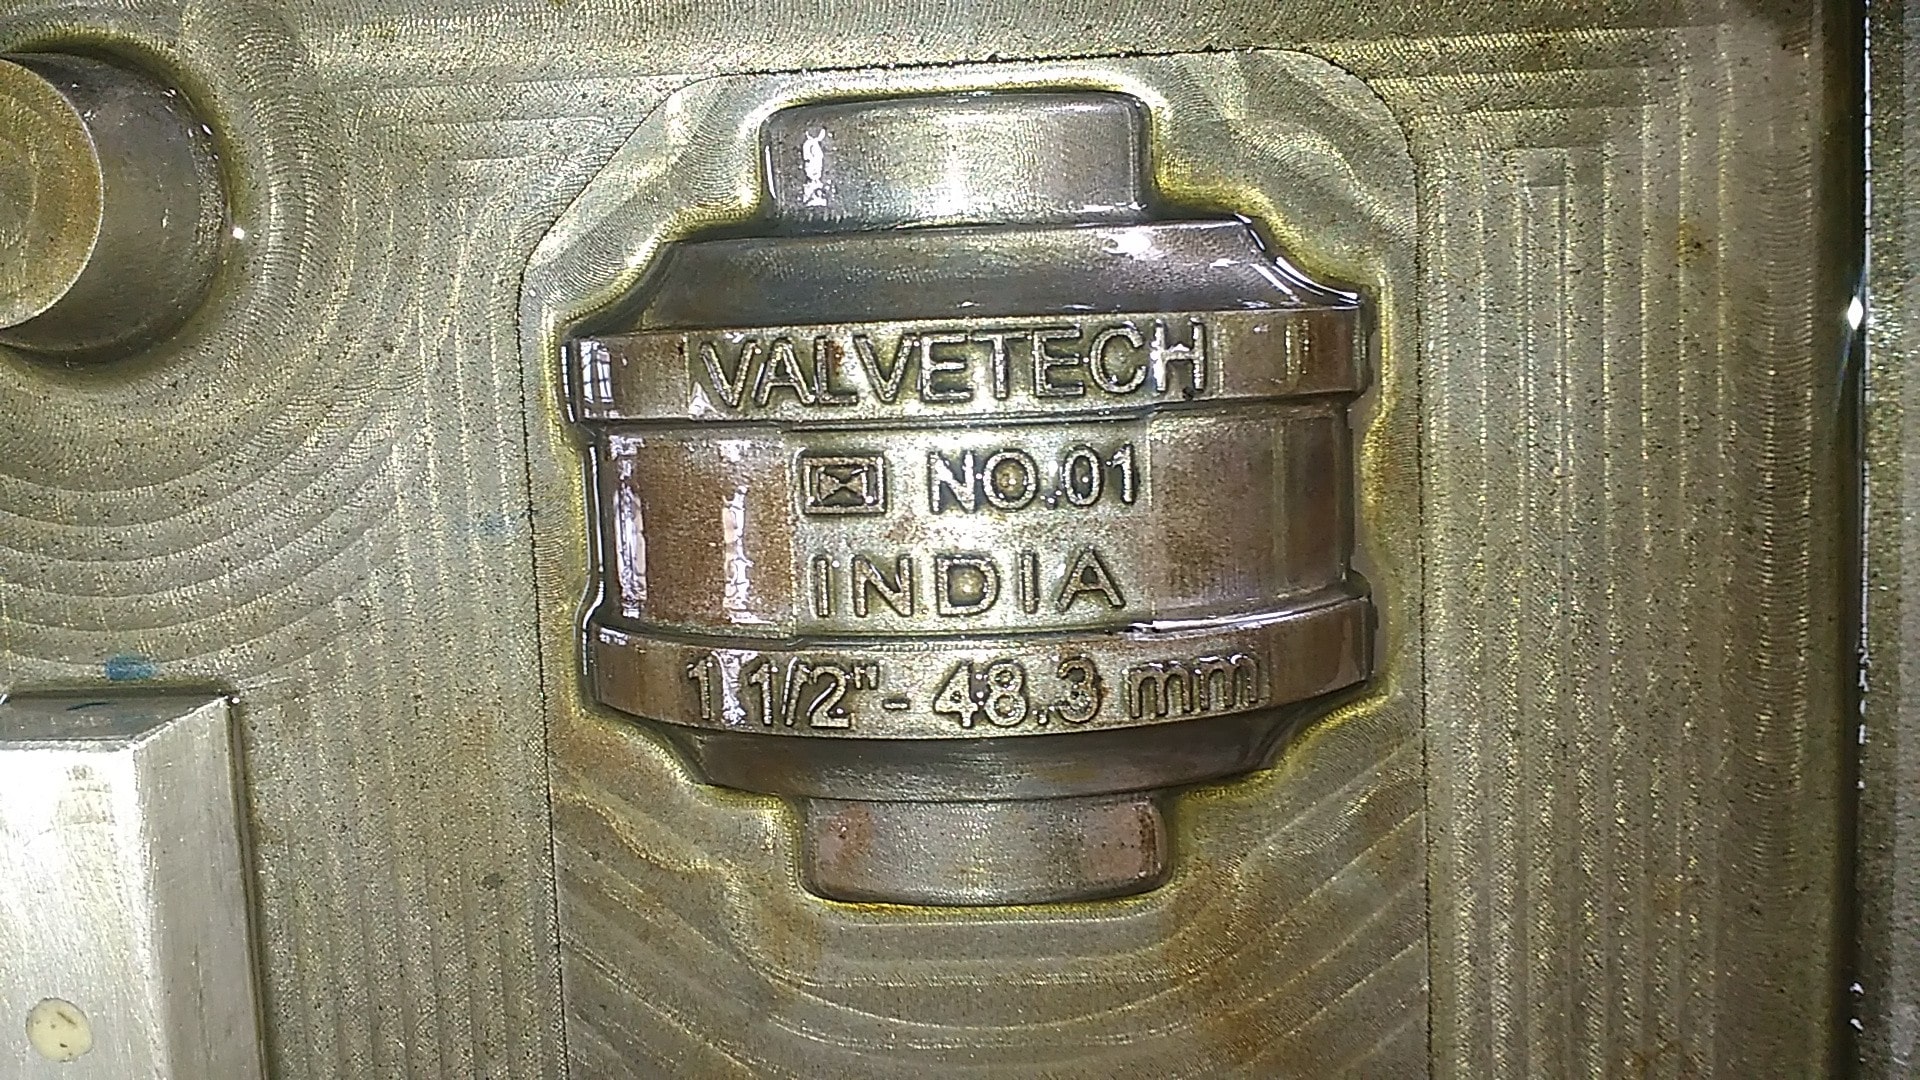 VALVETECH
NO.01
INDIA
1 1/2" - 48.3 mm